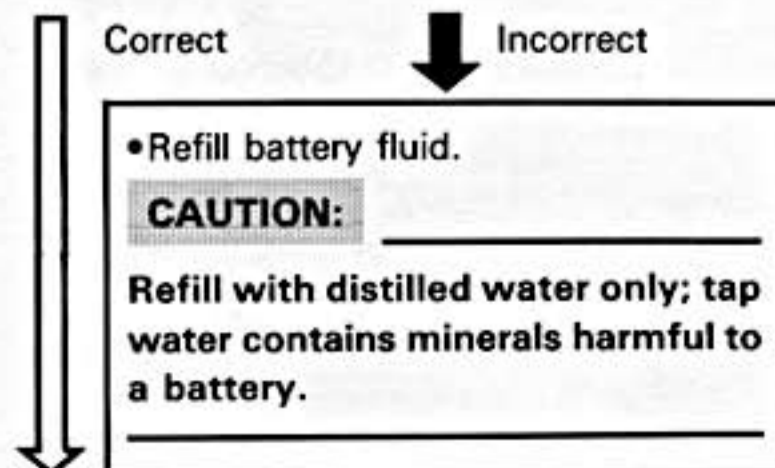 Correct
Incorrect
•Refill battery fluid.
CAUTION:
Refill with distilled water only; tap
water contains minerals harmful to
a battery.